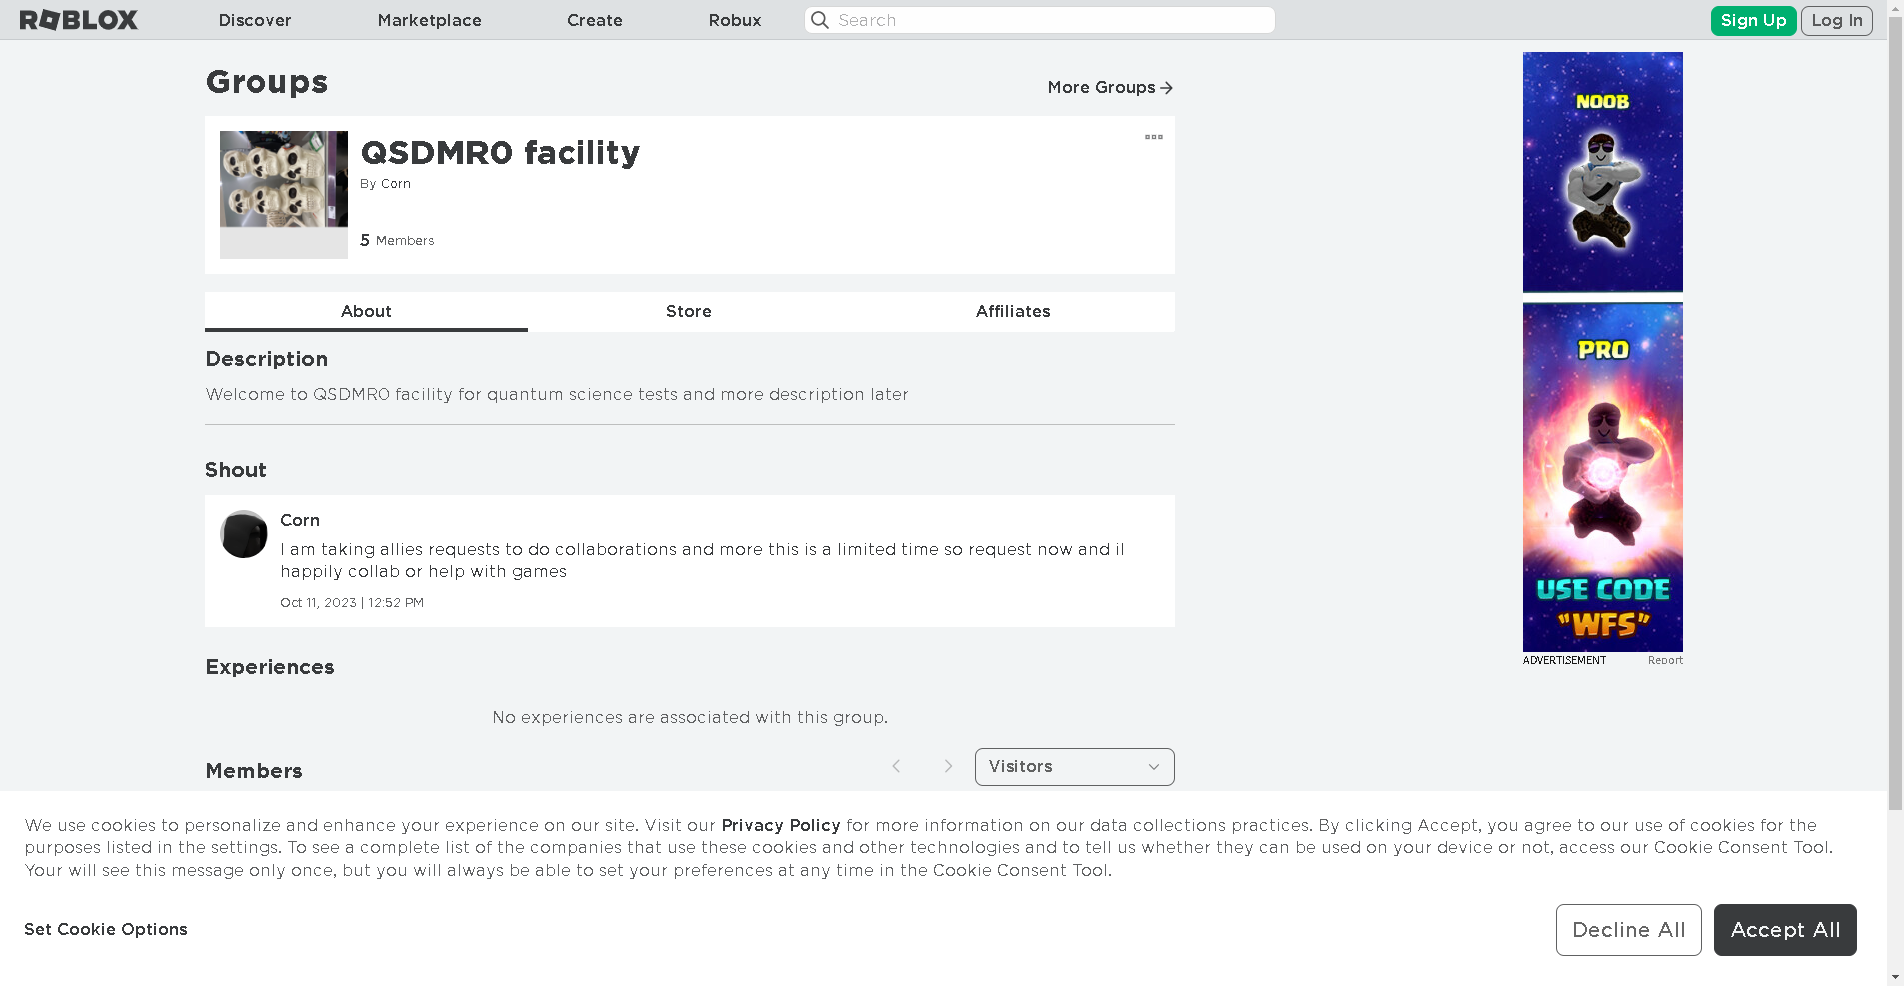 ROBLOX
Discover
Marketplace
Create
Robux
Search
Sign Up
Log In
Groups
More Groups
QSDMR0 facility
By Corn
5 Members
About
Store
Affiliates
Description
Welcome to QSDMR0 facility for quantum science tests and more description later
Shout
Corn
I am taking allies requests to do collaborations and more this is a limited time so request now and il
happily collab or help with games
Oct 11, 2023 | 12:52 PM
Experiences
No experiences are associated with this group.
Members
Visitors
NOOB
PRO
USE CODE
"WFS"
ADVERTISEMENT
Report
We use cookies to personalize and enhance your experience on our site. Visit our Privacy Policy for more information on our data collections practices. By clicking Accept, you agree to our use of cookies for the
purposes listed in the settings. To see a complete list of the companies that use these cookies and other technologies and to tell us whether they can be used on your device or not, access our Cookie Consent Tool.
Your will see this message only once, but you will always be able to set your preferences at any time in the Cookie Consent Tool.
Set Cookie Options
Decline All
Accept All